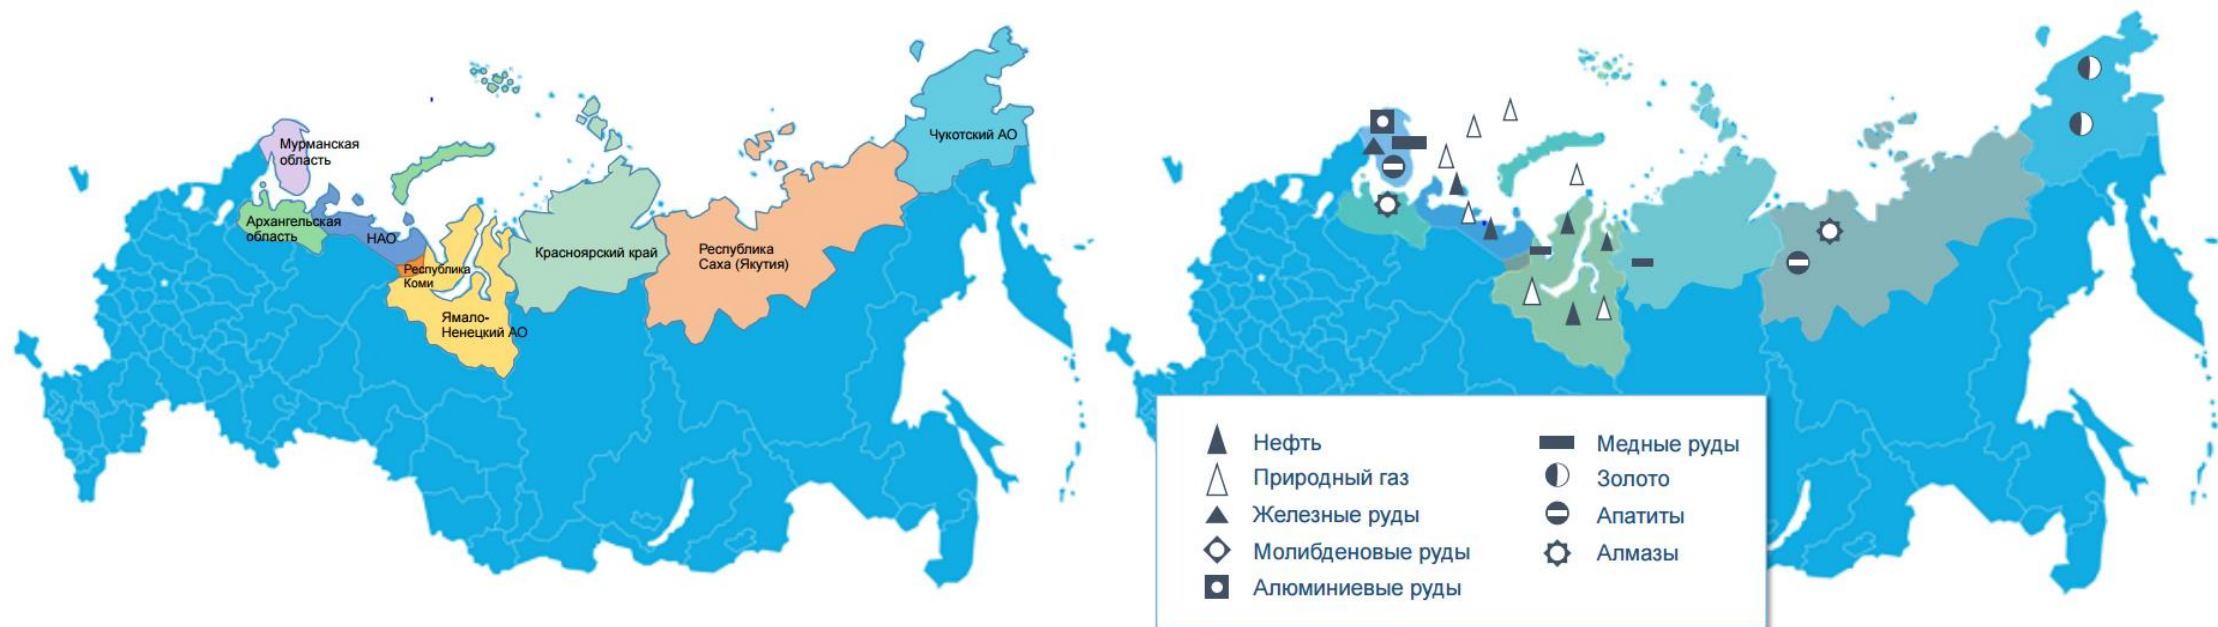 Мурманская
область
Чукотский АО
Архангельская
область
НАО
Республика
Коми
Красноярский край
Республика
Саха (Якутия)
Ямало-
Ненецкий АО
Нефть
Природный газ
Железные руды
Молибденовые руды
Алюминиевые руды
Медные руды
Золото
Апатиты
Алмазы